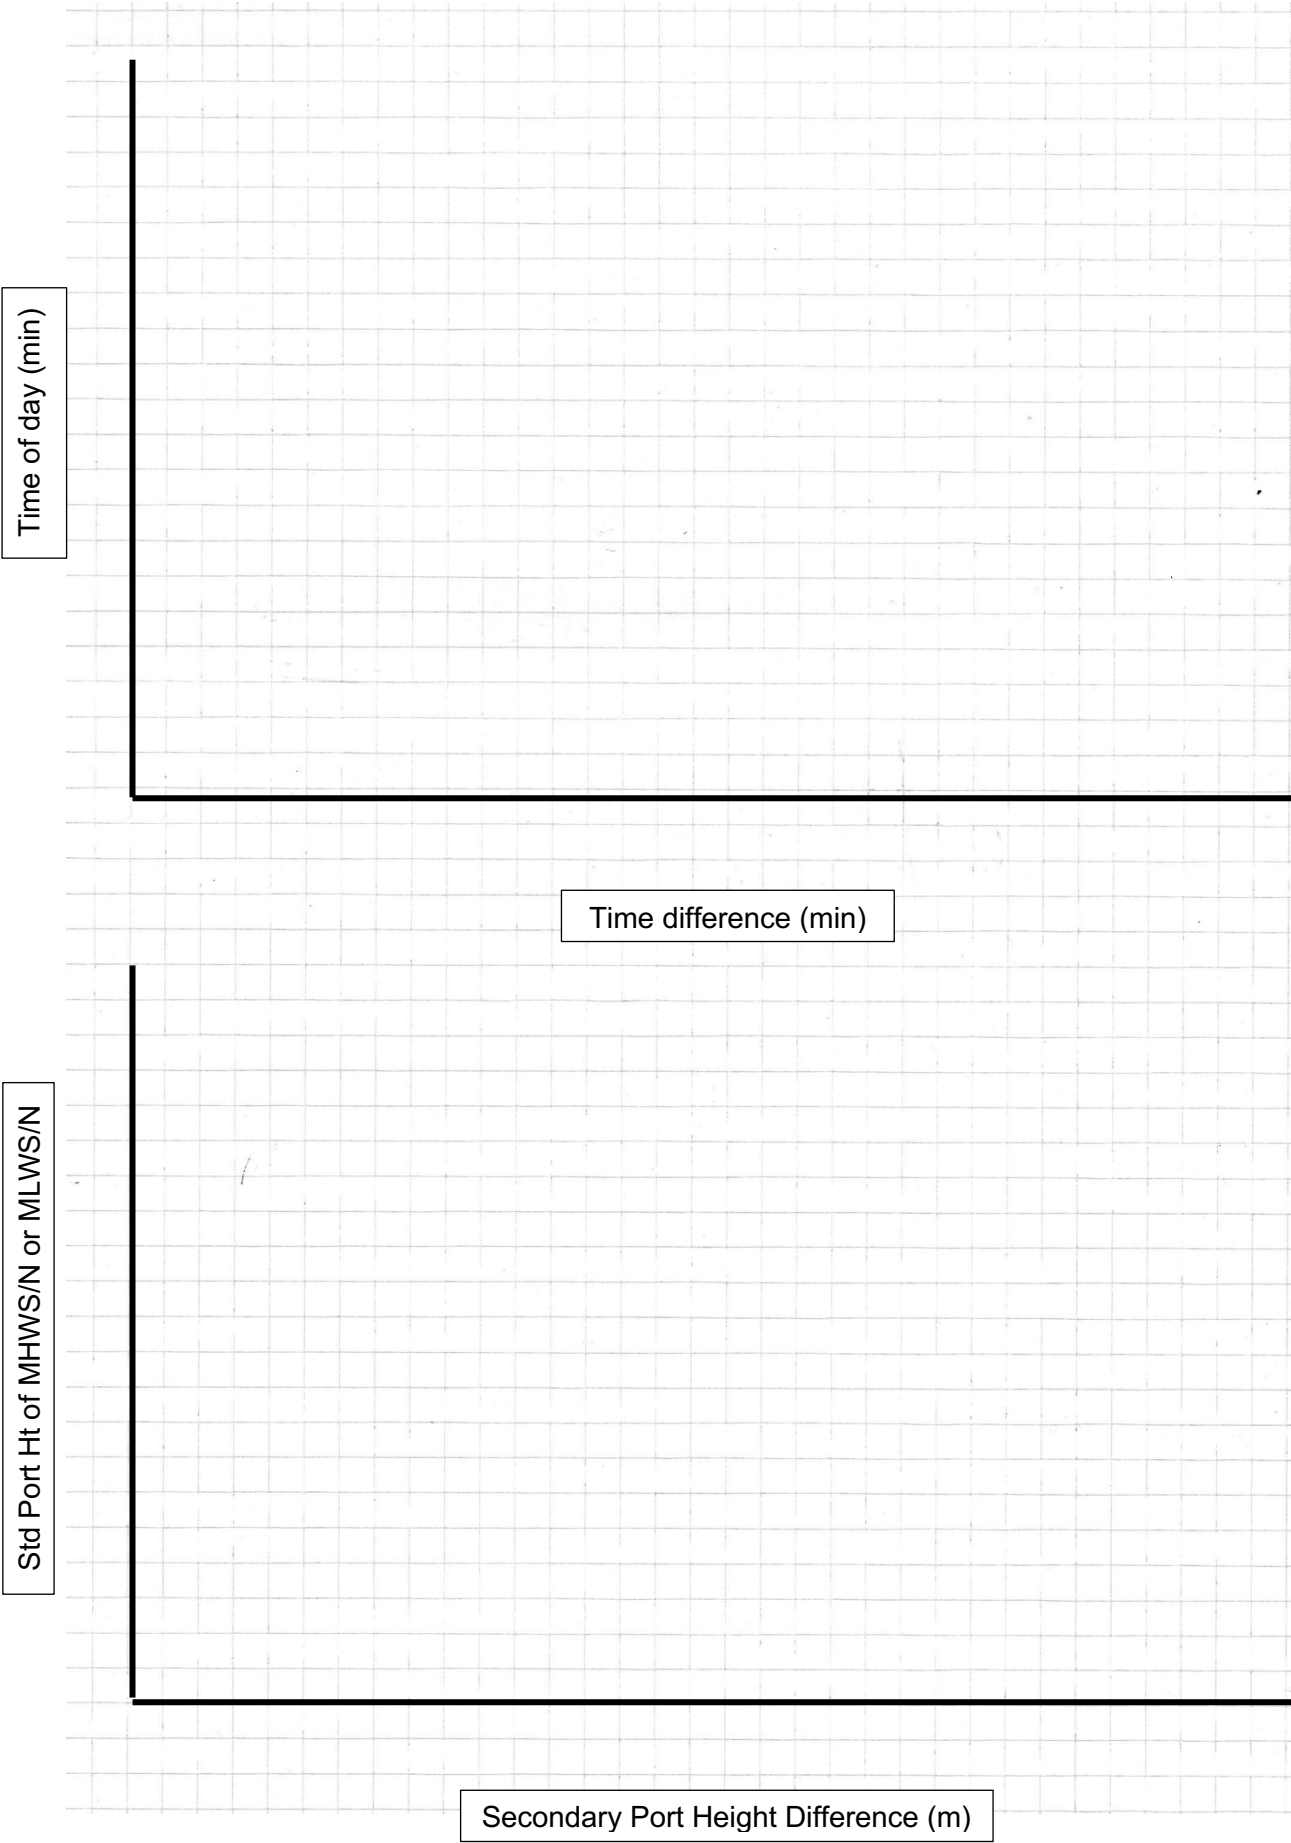 Time of day (min)
Time difference (min)
Std Port Ht of MHWS/N or MLWS/N
Secondary Port Height Difference (m)